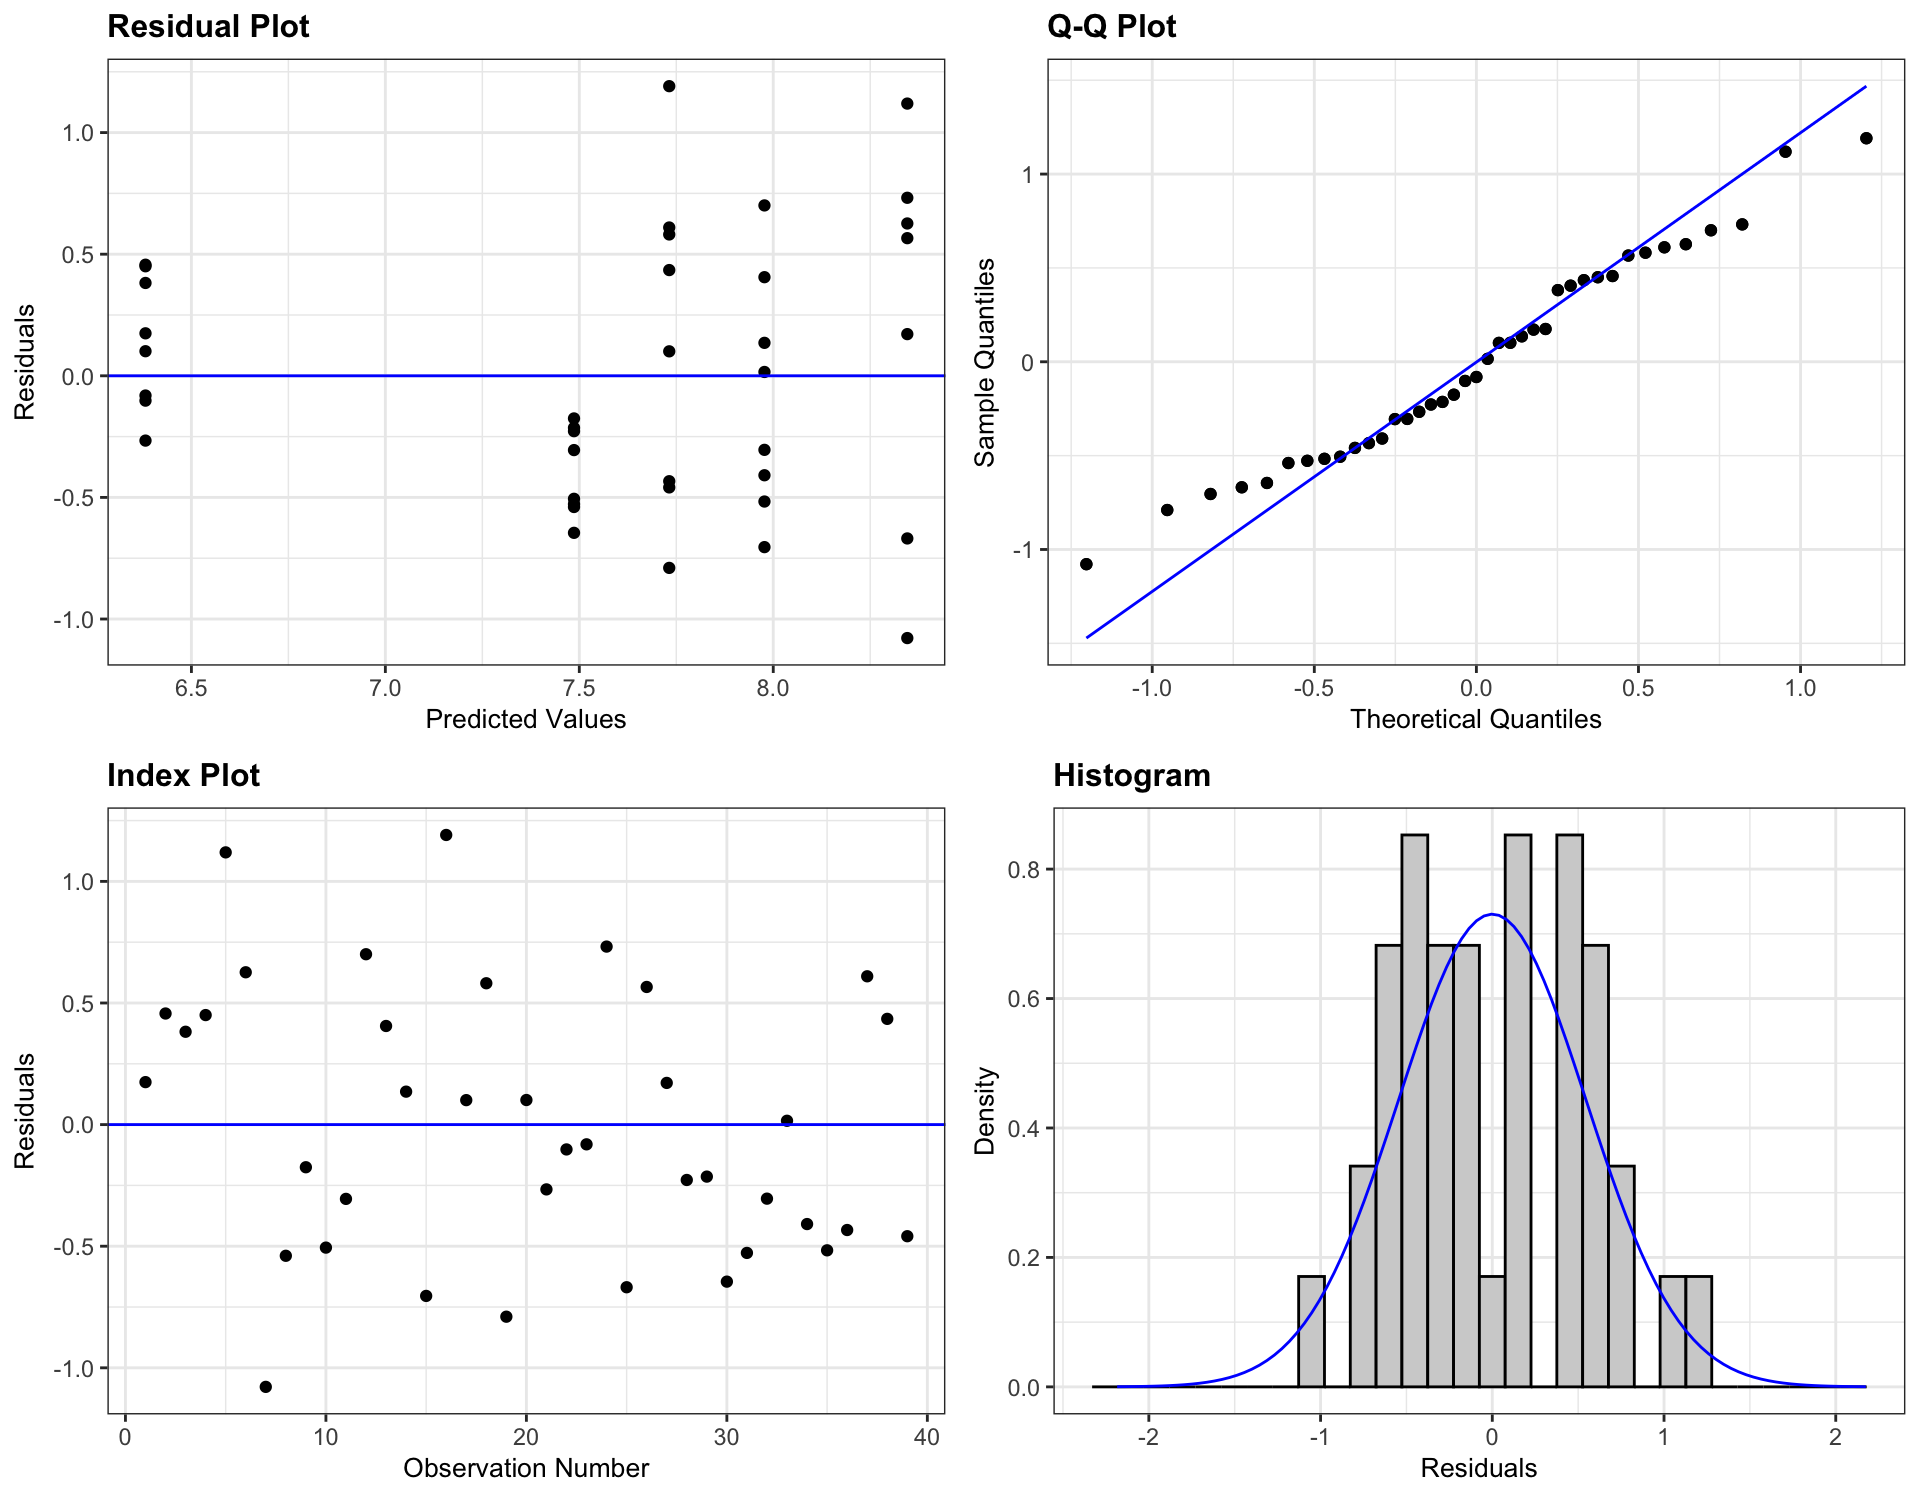 Residual Plot
Residuals
1.0
0.5
0.0
-0.5
-1.0
6.5 7.0 7.5 8.0
Predicted Values
Q-Q Plot
Sample Quantiles
1
0
-1
-1.0 -0.5 0.0 0.5 1.0
Theoretical Quantiles
Index Plot
Residuals
1.0
0.5
0.0
-0.5
-1.0
0 10 20 30 40
Observation Number
Histogram
Density
0.8
0.6
0.4
0.2
0.0
-2 -1 0 1 2
Residuals